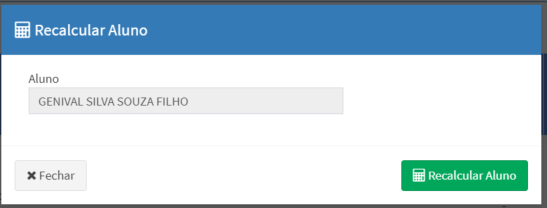 Recalcular Aluno
Aluno
GENIVAL SILVA SOUZA FILHO
Fechar
Recalcular Aluno